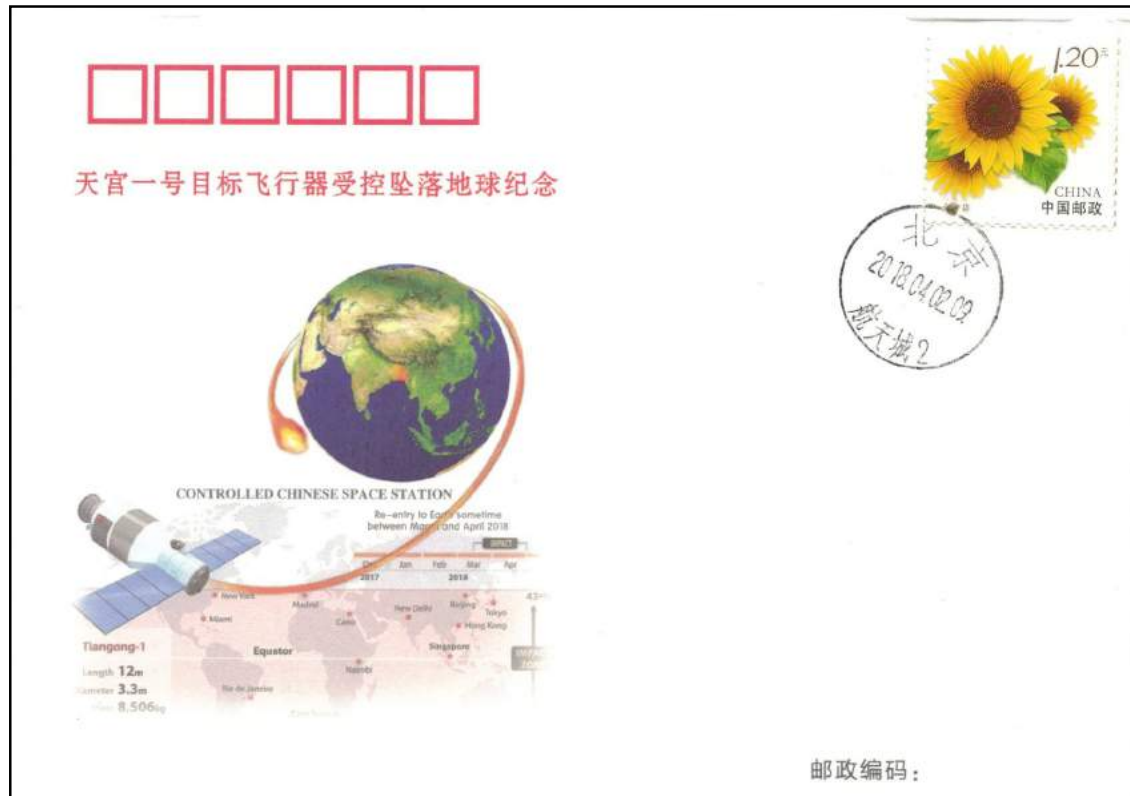 1.20元
CHINA
中国邮政
天宫一号目标飞行器受控坠落地球纪念
北京
2018.04.02.09
航天城2
CONTROLLED CHINESE SPACE STATION
Re-entry to Earth sometime
between March and April 2018
IMPACT
Dec Jan Feb Mar Apr
2017 2018
New York Madrid Beijing 43
Miami Cairo New Delhi Tokyo
Hong Kong
Tiangong-1 Equator Singapore
Length 12m Nairobi
Diameter 3.3m Rio de Janeiro
8,506kg
邮政编码：